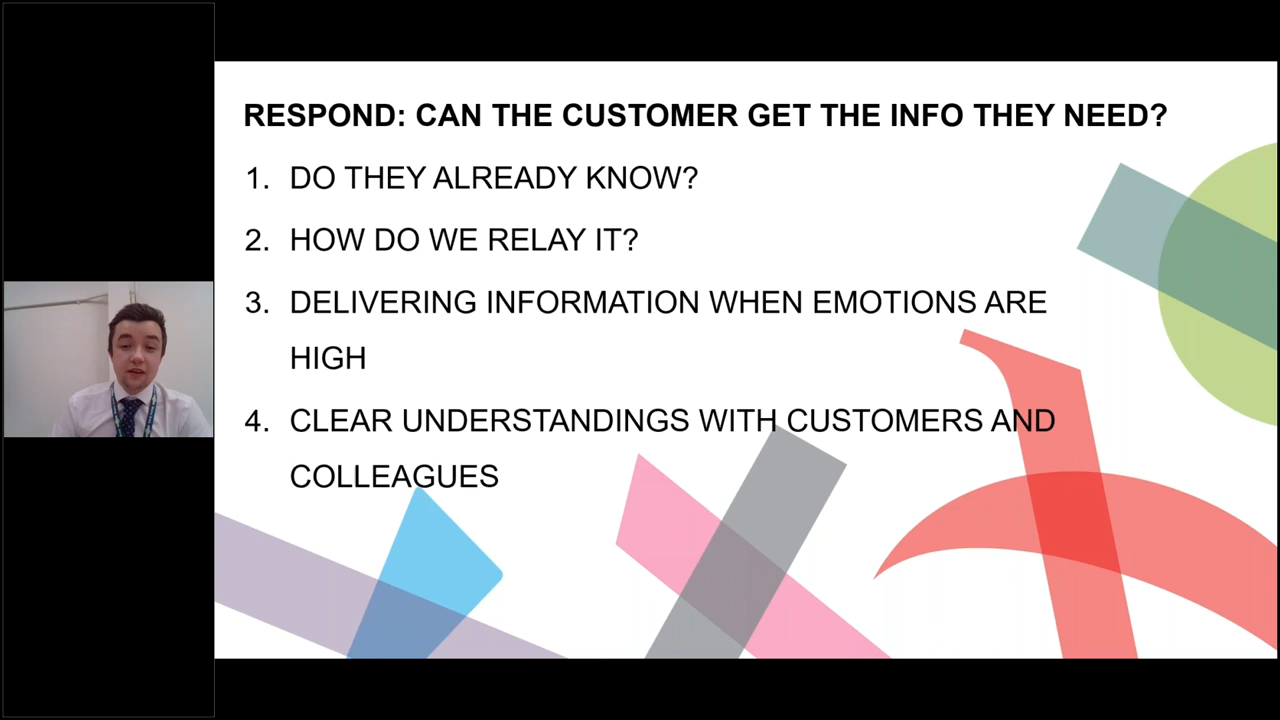 RESPOND: CAN THE CUSTOMER GET THE INFO THEY NEED?
1. DO THEY ALREADY KNOW?
2. HOW DO WE RELAY IT?
3. DELIVERING INFORMATION WHEN EMOTIONS ARE
HIGH
4. CLEAR UNDERSTANDINGS WITH CUSTOMERS AND
COLLEAGUES